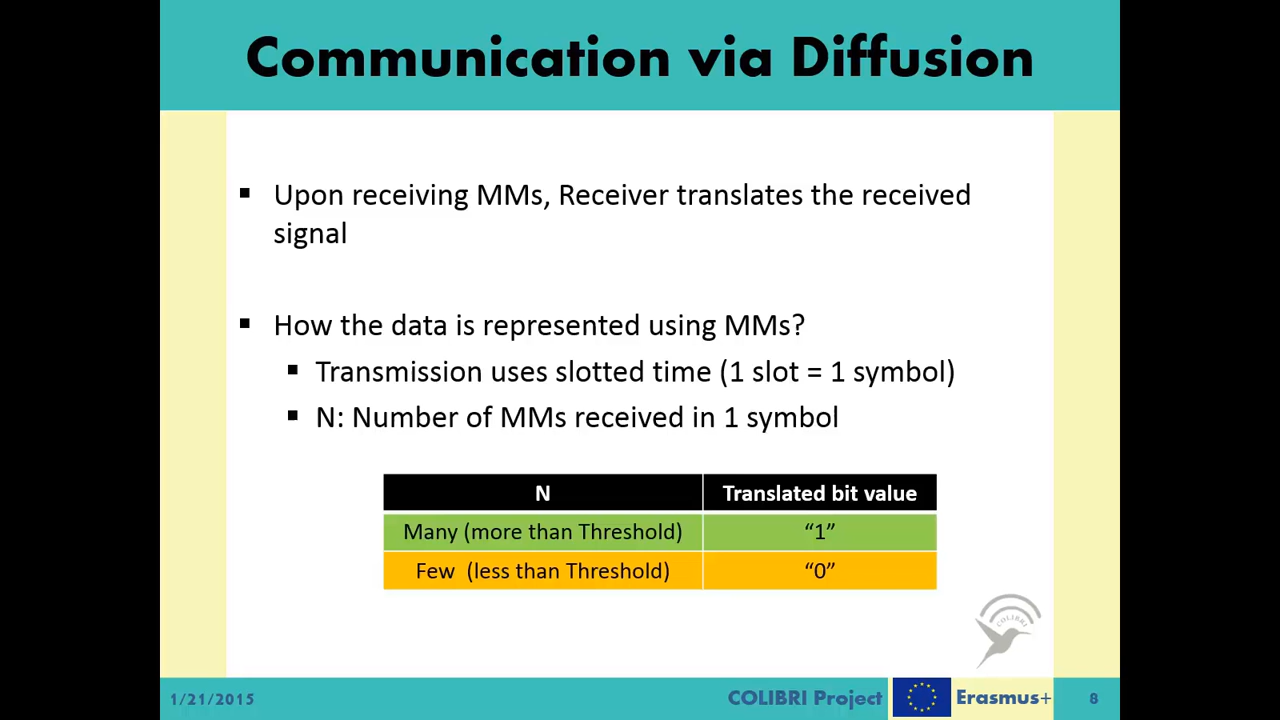 Communication via Diffusion
▪ Upon receiving MMs, Receiver translates the received
signal
▪ How the data is represented using MMs?
▪ Transmission uses slotted time (1 slot = 1 symbol)
▪ N: Number of MMs received in 1 symbol
N Translated bit value
Many (more than Threshold) “1”
Few (less than Threshold) “0”
COLIBRI
1/21/2015 COLIBRI Project Erasmus+ 8